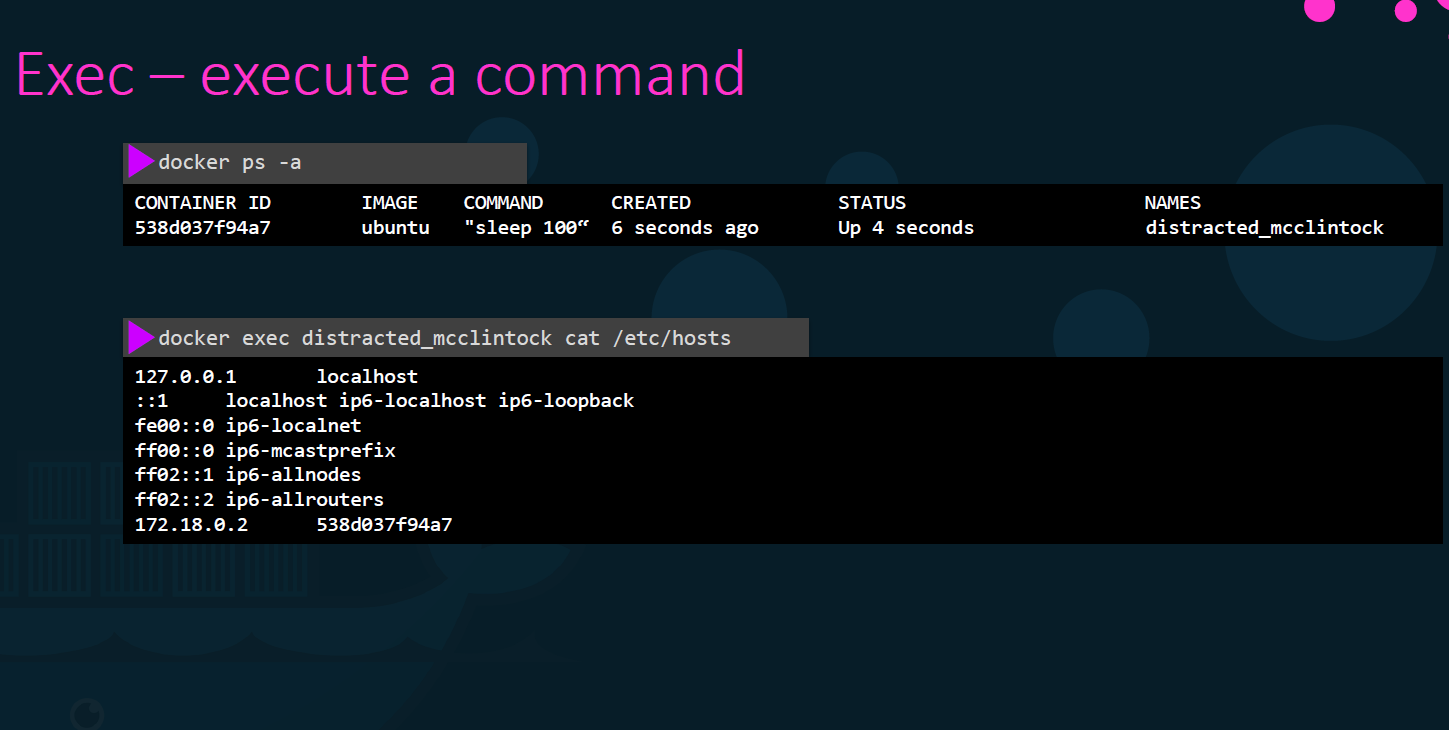 Exec – execute a command
docker ps -a
CONTAINER ID IMAGE COMMAND CREATED STATUS NAMES
538d037f94a7 ubuntu "sleep 100“ 6 seconds ago Up 4 seconds distracted_mcclintock
docker exec distracted_mcclintock cat /etc/hosts
127.0.0.1 localhost
::1 localhost ip6-localhost ip6-loopback
fe00::0 ip6-localnet
ff00::0 ip6-mcastprefix
ff02::1 ip6-allnodes
ff02::2 ip6-allrouters
172.18.0.2 538d037f94a7